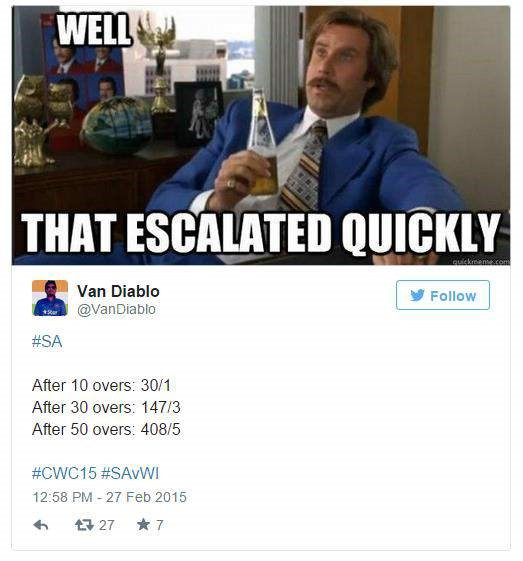 WELL
THAT ESCALATED QUICKLY
quickmeme.com
Van Diablo
Follow
@VanDiablo
#SA
After 10 overs: 30/1
After 30 overs: 147/3
After 50 overs: 408/5
#CWC15 #SAvWI
12:58 PM - 27 Feb 2015
27
7